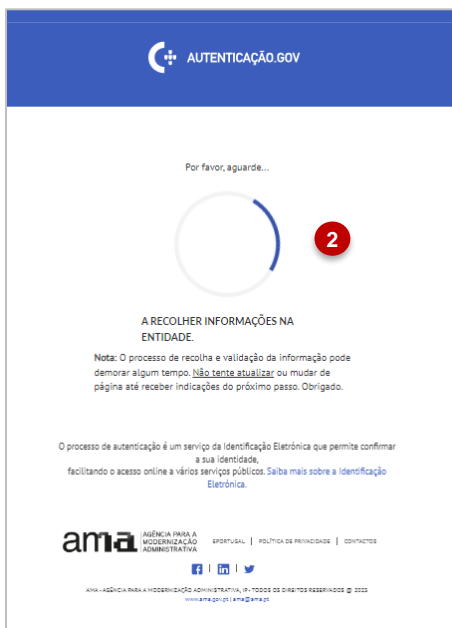 AUTENTICAÇÃO.GOV
Por favor, aguarde...
2
A RECOLHER INFORMAÇÕES NA
ENTIDADE.
Nota: O processo de recolha e validação da informação pode
demorar algum tempo. Não tente atualizar ou mudar de
página até receber indicações do próximo passo. Obrigado.
O processo de autenticação é um serviço da Identificação Eletrónica que permite confirmar
a sua identidade,
facilitando o acesso online a vários serviços públicos. Saiba mais sobre a Identificação
Eletrónica.
ama AGÊNCIA PARA A
MODERNIZAÇÃO
ADMINISTRATIVA
EPORTUGAL | POLÍTICA DE PRIVACIDADE | CONTACTOS
AMA - AGÊNCIA PARA A MODERNIZAÇÃO ADMINISTRATIVA, IP - TODOS OS DIREITOS RESERVADOS @ 2023
www.ama.gov.pt | ama@ama.pt